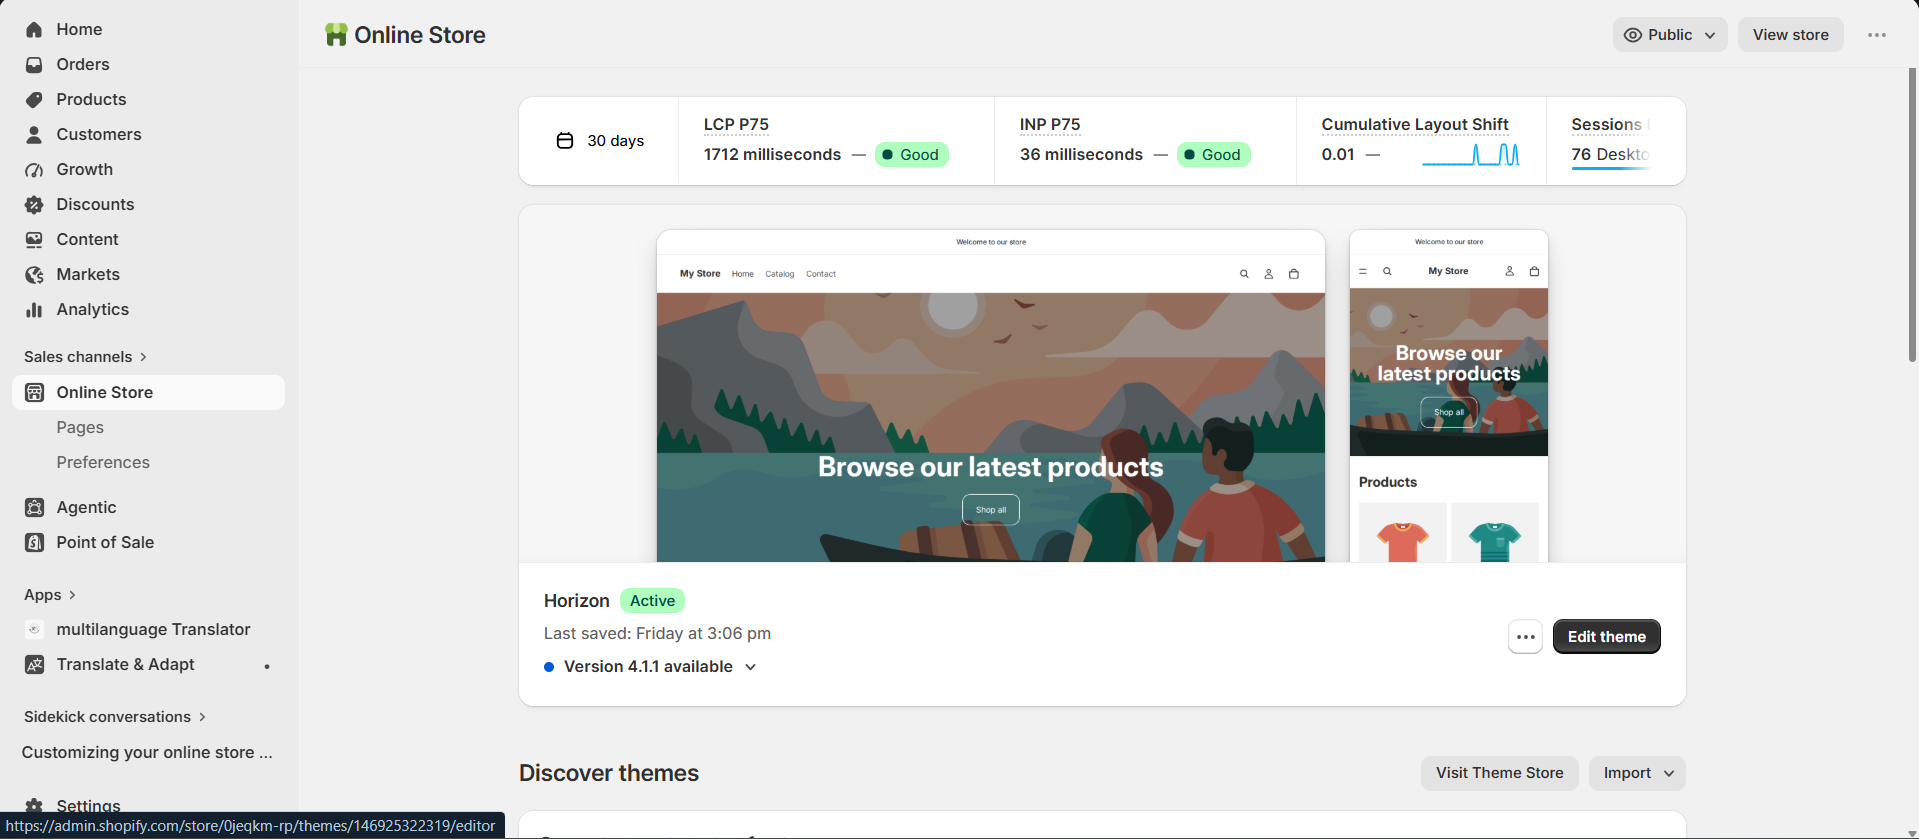 Home
Orders
Products
Customers
Growth
Discounts
Content
Markets
Analytics
Sales channels
Online Store
Pages
Preferences
Agentic
Point of Sale
Apps
multilanguage Translator
Translate & Adapt
Sidekick conversations
Customizing your online store ...
Settings
https://admin.shopify.com/store/0jeqkm-rp/themes/146925322319/editor
Online Store
Public
View store
30 days
LCP P75
1712 milliseconds — Good
INP P75
36 milliseconds — Good
Cumulative Layout Shift
0.01 —
Sessions
76 Deskto
Welcome to our store
My Store Home Catalog Contact
Browse our latest products
Shop all
Welcome to our store
My Store
Browse our
latest products
Shop all
Products
Horizon Active
Last saved: Friday at 3:06 pm
Version 4.1.1 available
Edit theme
Discover themes
Visit Theme Store
Import